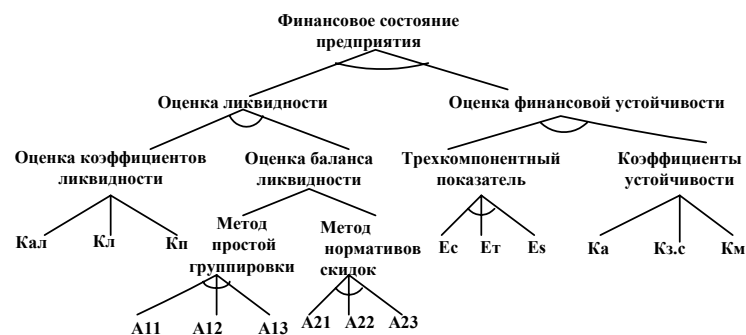 Финансовое состояние
предприятия
Оценка ликвидности
Оценка финансовой устойчивости
Оценка коэффициентов
ликвидности
Оценка баланса
ликвидности
Трехкомпонентный
показатель
Коэффициенты
устойчивости
Кал
Кл
Кп
Метод
простой
группировки
Метод
нормативов
скидок
Ес
Ет
Еs
Ка
Кз.с
Км
А11
А12
А13
А21
А22
А23